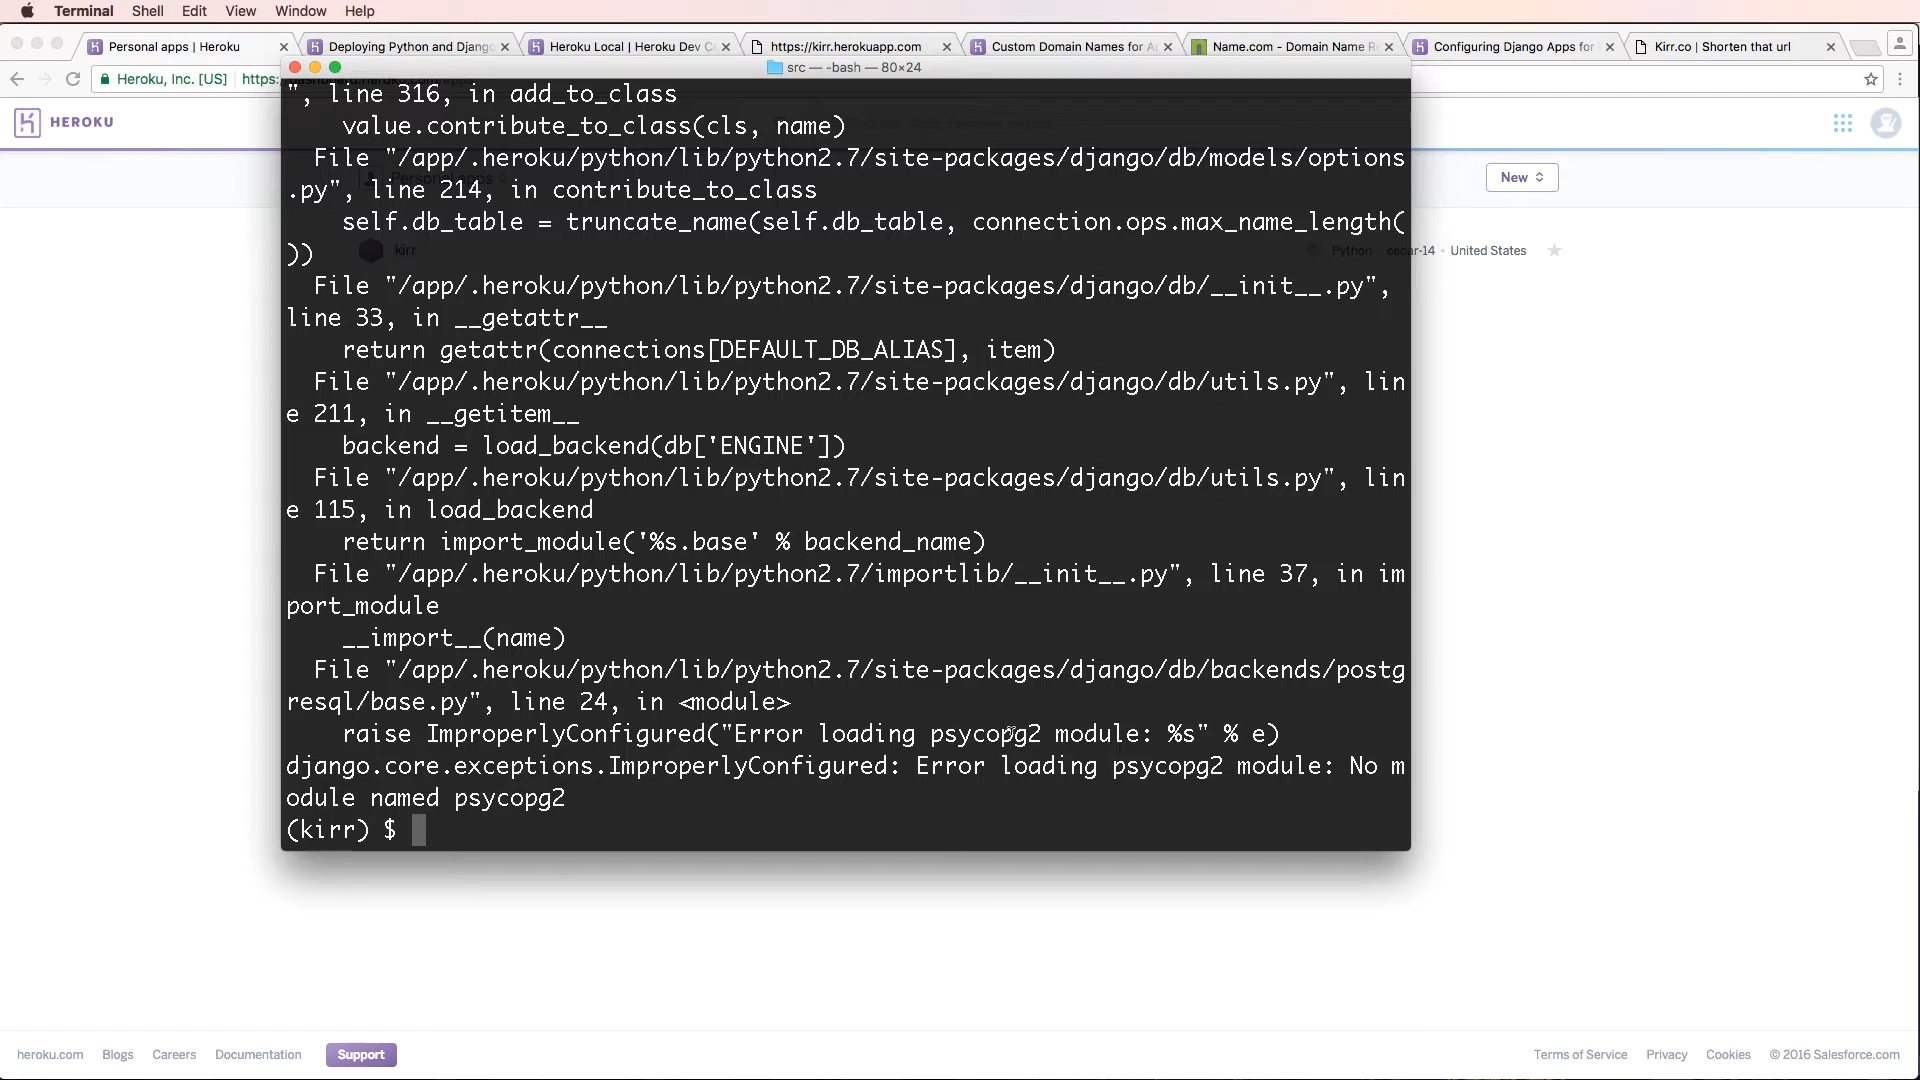 Terminal Shell Edit View Window Help
Personal apps | Heroku
Deploying Python and Django
Heroku Local | Heroku Dev C
https://kirr.herokuapp.com
Custom Domain Names for A
Name.com - Domain Name R
Configuring Django Apps for
Kirr.co | Shorten that url
Heroku, Inc. [US] https:
src — -bash — 80×24
HEROKU
New
Personal apps
kirr
Python cedar-14 • United States
", line 316, in add_to_class
value.contribute_to_class(cls, name)
File "/app/.heroku/python/lib/python2.7/site-packages/django/db/models/options
.py", line 214, in contribute_to_class
self.db_table = truncate_name(self.db_table, connection.ops.max_name_length(
))
File "/app/.heroku/python/lib/python2.7/site-packages/django/db/__init__.py",
line 33, in __getattr__
return getattr(connections[DEFAULT_DB_ALIAS], item)
File "/app/.heroku/python/lib/python2.7/site-packages/django/db/utils.py", lin
e 211, in __getitem__
backend = load_backend(db['ENGINE'])
File "/app/.heroku/python/lib/python2.7/site-packages/django/db/utils.py", lin
e 115, in load_backend
return import_module('%s.base' % backend_name)
File "/app/.heroku/python/lib/python2.7/importlib/__init__.py", line 37, in im
port_module
__import__(name)
File "/app/.heroku/python/lib/python2.7/site-packages/django/db/backends/postg
resql/base.py", line 24, in <module>
raise ImproperlyConfigured("Error loading psycopg2 module: %s" % e)
django.core.exceptions.ImproperlyConfigured: Error loading psycopg2 module: No m
odule named psycopg2
(kirr) $
heroku.com Blogs Careers Documentation Support
Terms of Service Privacy Cookies © 2016 Salesforce.com